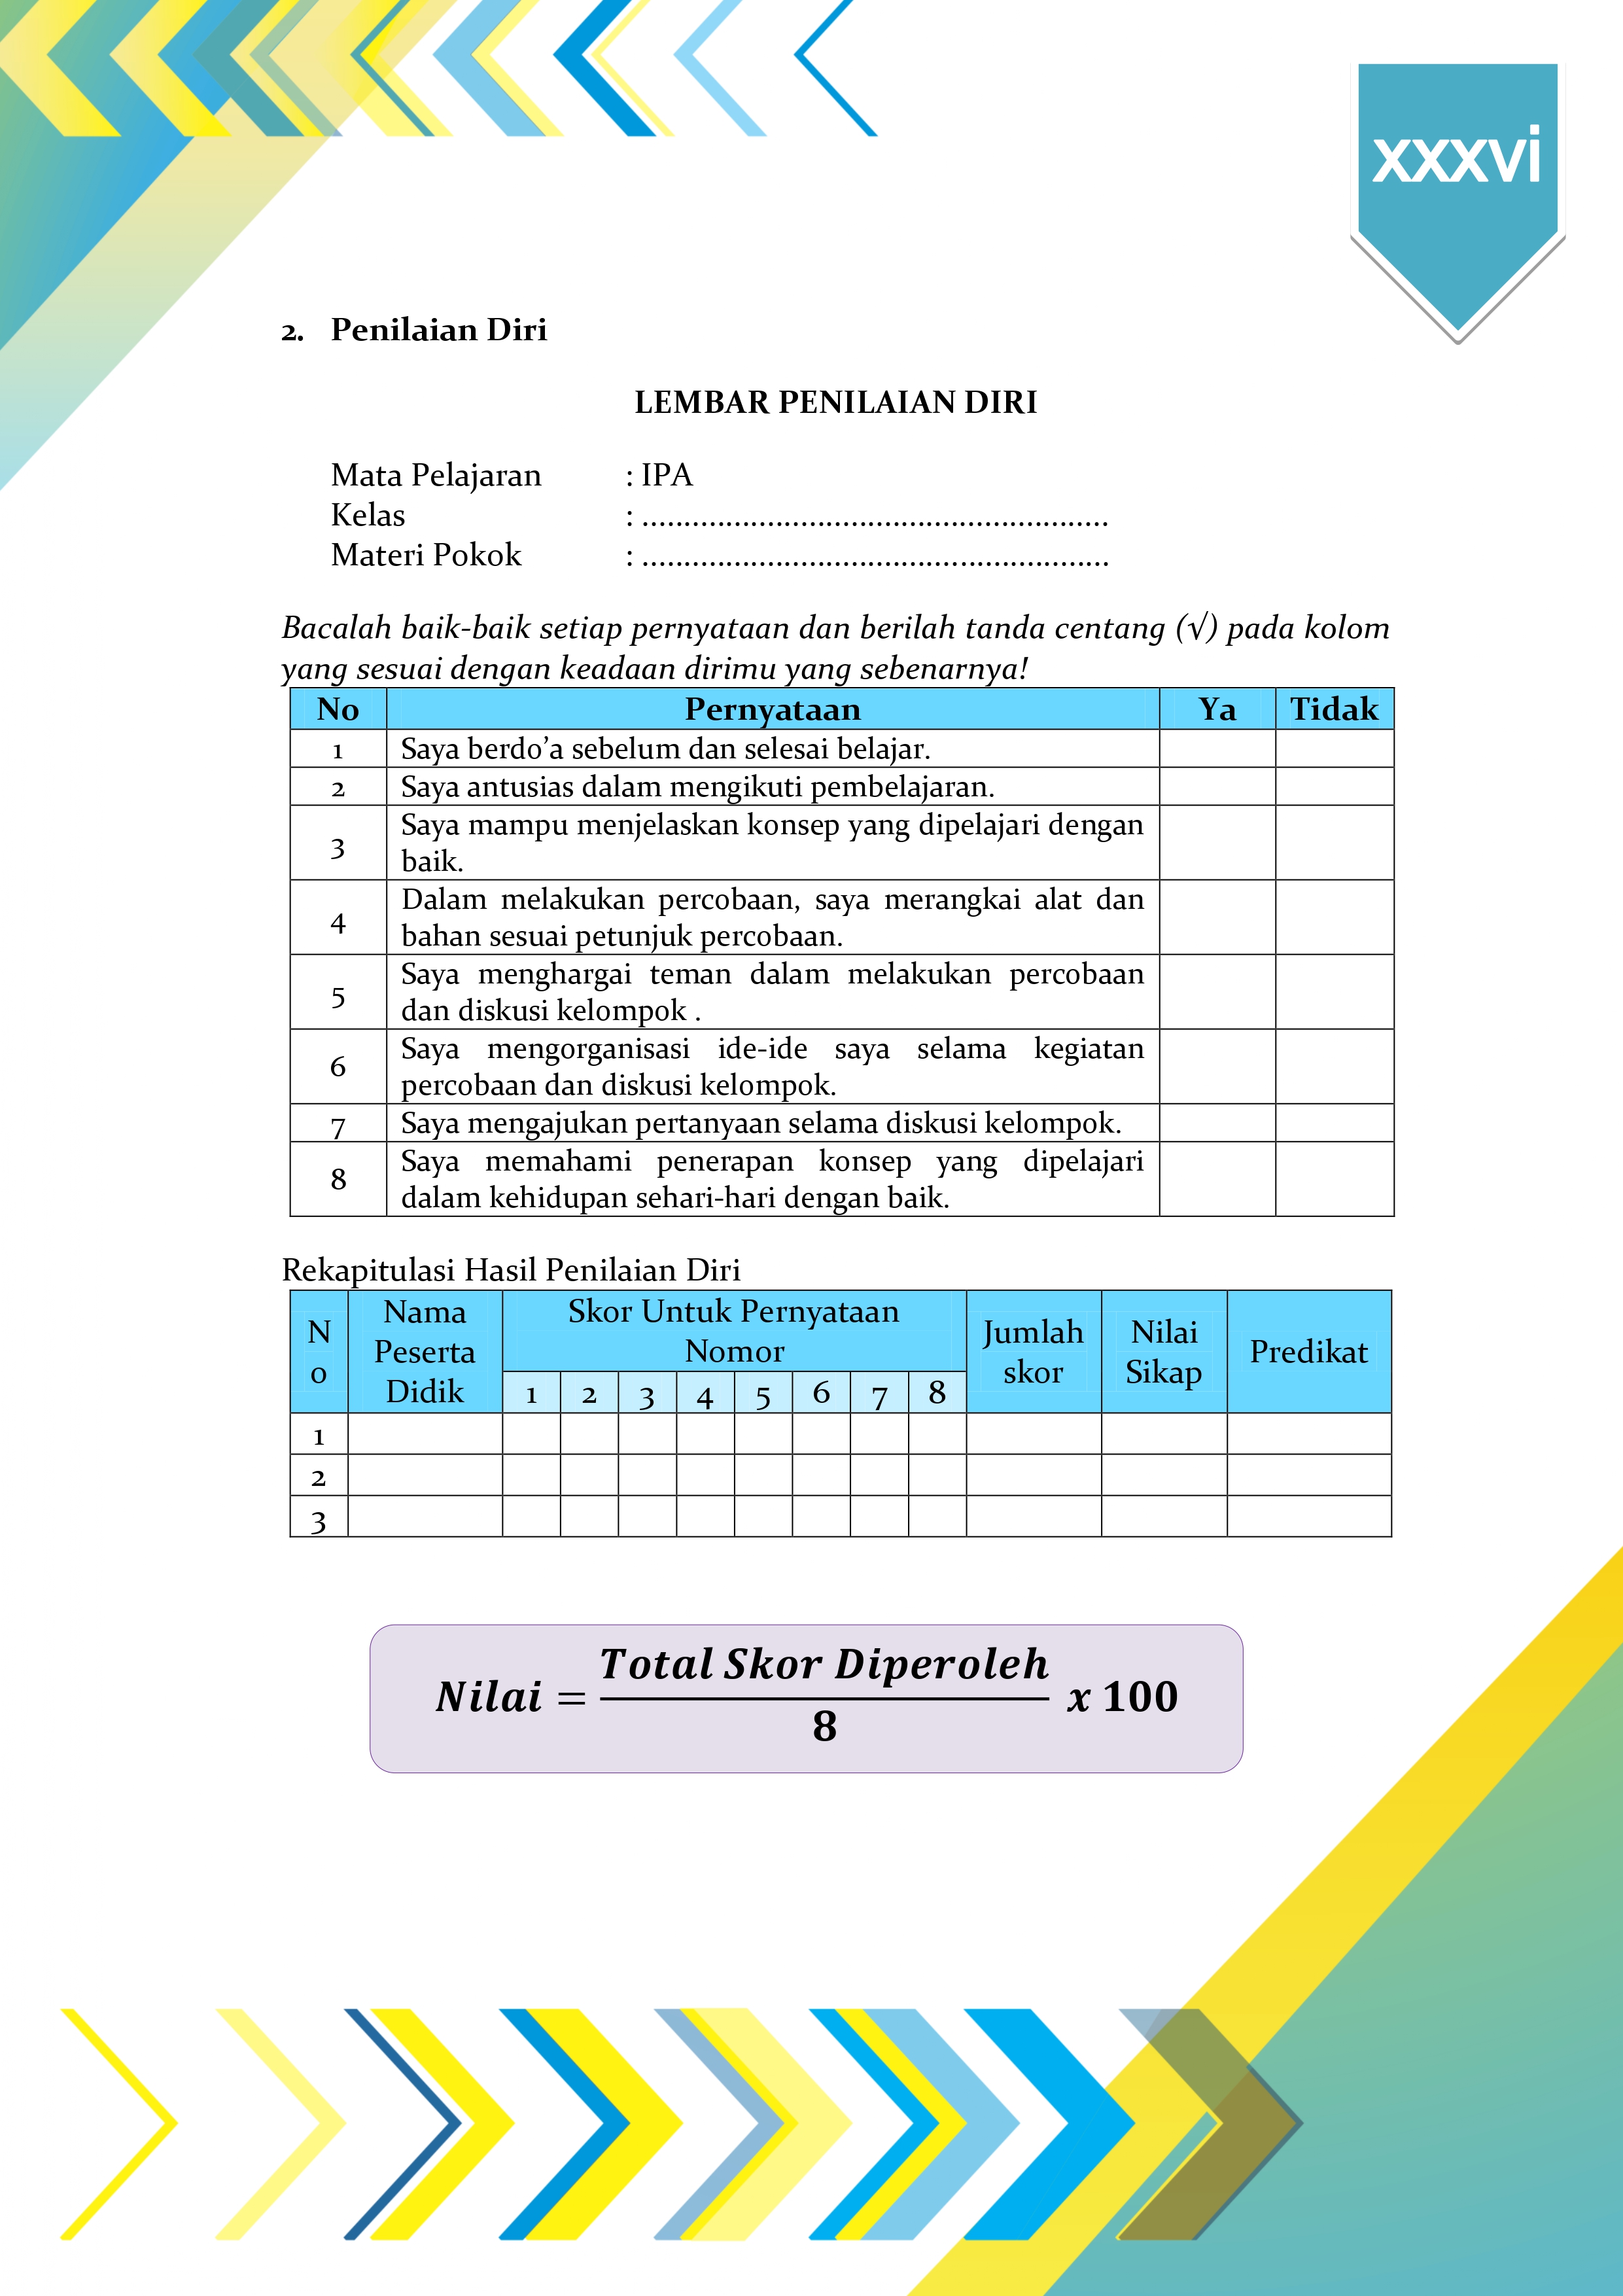 xxxvi
2. Penilaian Diri
LEMBAR PENILAIAN DIRI
Mata Pelajaran : IPA
Kelas : ........................................................
Materi Pokok : ........................................................
Bacalah baik-baik setiap pernyataan dan berilah tanda centang (√) pada kolom
yang sesuai dengan keadaan dirimu yang sebenarnya!
No Pernyataan Ya Tidak
1 Saya berdo’a sebelum dan selesai belajar.
2 Saya antusias dalam mengikuti pembelajaran.
3 Saya mampu menjelaskan konsep yang dipelajari dengan
baik.
4 Dalam melakukan percobaan, saya merangkai alat dan
bahan sesuai petunjuk percobaan.
5 Saya menghargai teman dalam melakukan percobaan
dan diskusi kelompok .
6 Saya mengorganisasi ide-ide saya selama kegiatan
percobaan dan diskusi kelompok.
7 Saya mengajukan pertanyaan selama diskusi kelompok.
8 Saya memahami penerapan konsep yang dipelajari
dalam kehidupan sehari-hari dengan baik.
Rekapitulasi Hasil Penilaian Diri
No Nama Peserta Didik Skor Untuk Pernyataan Nomor Jumlah skor Nilai Sikap Predikat
1 2 3 4 5 6 7 8
1
2
3
Nilai = Total Skor Diperoleh / 8 x 100